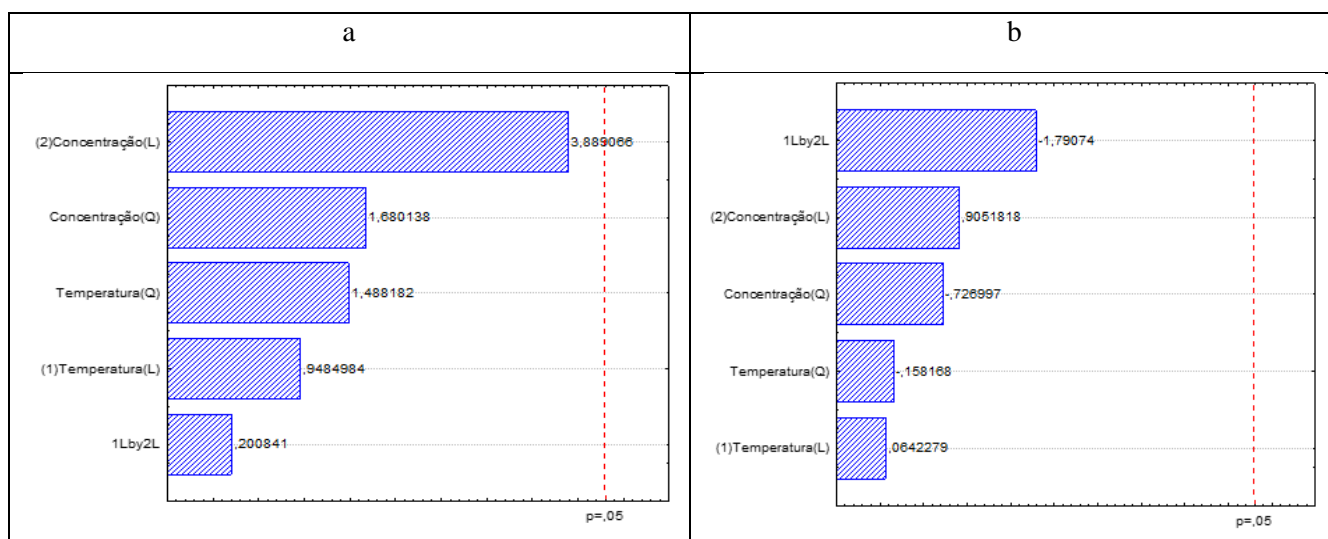 a
(2)Concentração(L)
3,889066
Concentração(Q)
1,680138
Temperatura(Q)
1,488182
(1)Temperatura(L)
,9484984
1Lby2L
,200841
p=,05
b
1Lby2L
-1,79074
(2)Concentração(L)
,9051818
Concentração(Q)
-,726997
Temperatura(Q)
-,158168
(1)Temperatura(L)
,0642279
p=,05